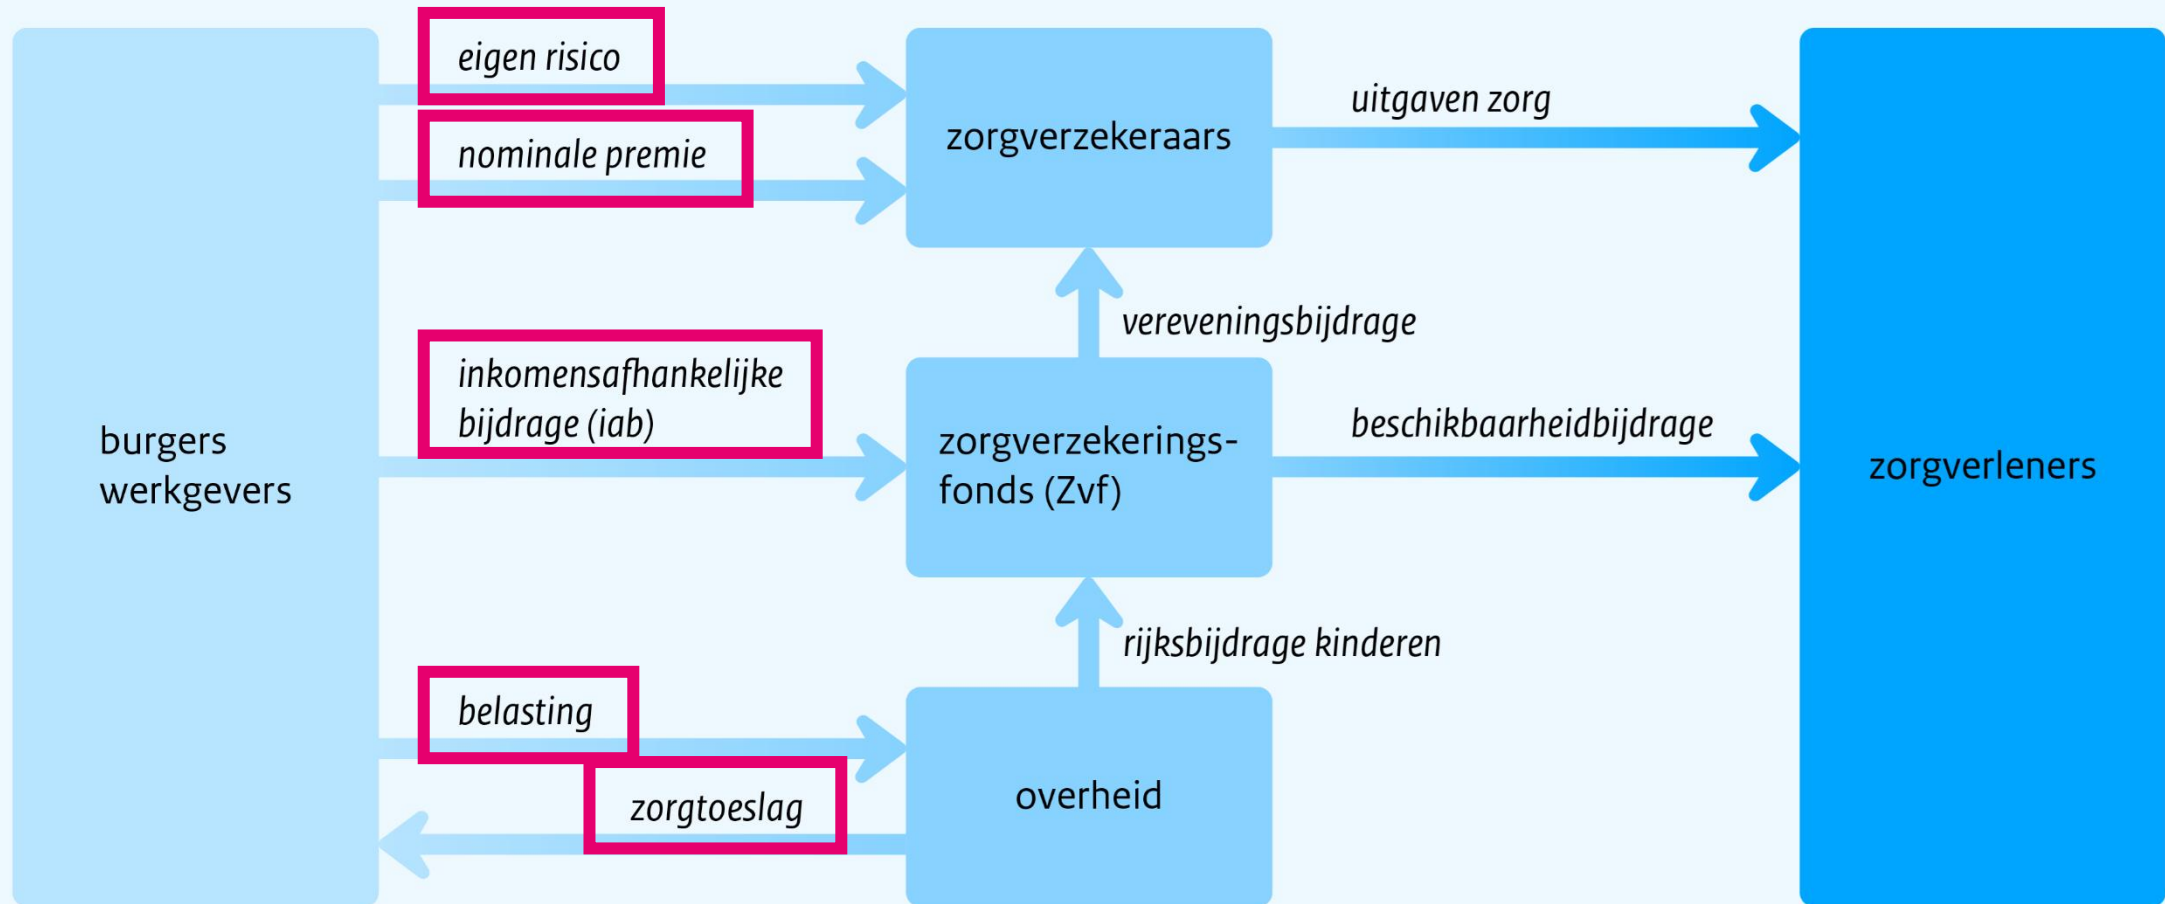 eigen risico
nominale premie
zorgverzekeraars
uitgaven zorg
vereveningsbijdrage
inkomensafhankelijke
bijdrage (iab)
burgers
werkgevers
zorgverzekerings-
fonds (Zvf)
beschikbaarheidbijdrage
zorgverleners
rijksbijdrage kinderen
belasting
zorgtoeslag
overheid